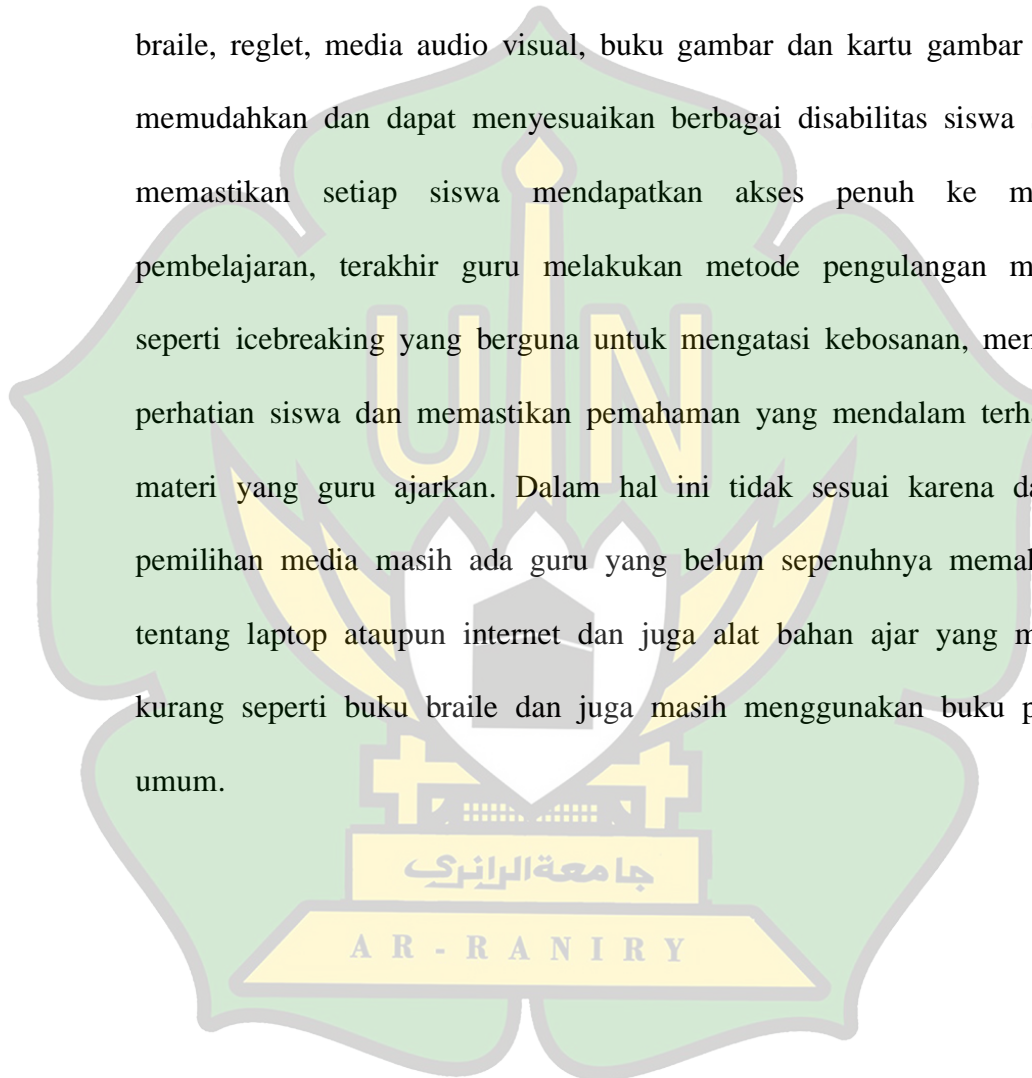 braile, reglet, media audio visual, buku gambar dan kartu gambar
memudahkan dan dapat menyesuaikan berbagai disabilitas siswa
memastikan setiap siswa mendapatkan akses penuh ke
pembelajaran, terakhir guru melakukan metode pengulangan
seperti icebreaking yang berguna untuk mengatasi kebosanan,
perhatian siswa dan memastikan pemahaman yang mendalam
materi yang guru ajarkan. Dalam hal ini tidak sesuai karena
pemilihan media masih ada guru yang belum sepenuhnya
tentang laptop ataupun internet dan juga alat bahan ajar yang
kurang seperti buku braile dan juga masih menggunakan buku
umum.
UIN
جامعة الرانري
AR-RANIRY